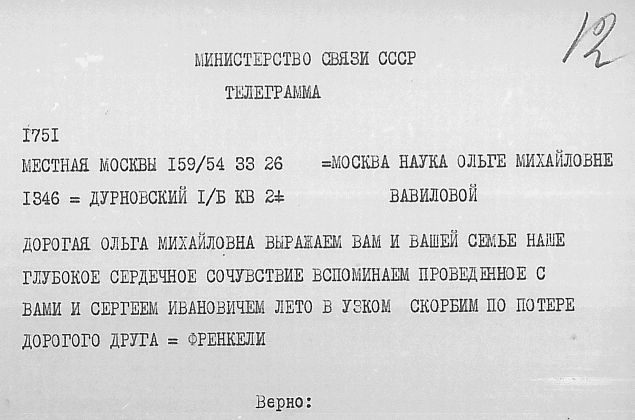 12
МИНИСТЕРСТВО СВЯЗИ СССР
ТЕЛЕГРАММА
I75I
МЕСТНАЯ МОСКВЫ I59/54 33 26 =МОСКВА НАУКА ОЛЬГЕ МИХАЙЛОВНЕ
I346 = ДУРНОВСКИЙ I/Б КВ 2= ВАВИЛОВОЙ
ДОРОГАЯ ОЛЬГА МИХАЙЛОВНА ВЫРАЖАЕМ ВАМ И ВАШЕЙ СЕМЬЕ НАШЕ
ГЛУБОКОЕ СЕРДЕЧНОЕ СОЧУВСТВИЕ ВСПОМИНАЕМ ПРОВЕДЕННОЕ С
ВАМИ И СЕРГЕЕМ ИВАНОВИЧЕМ ЛЕТО В УЗКОМ СКОРБИМ ПО ПОТЕРЕ
ДОРОГОГО ДРУГА = ФРЕНКЕЛИ
Верно: